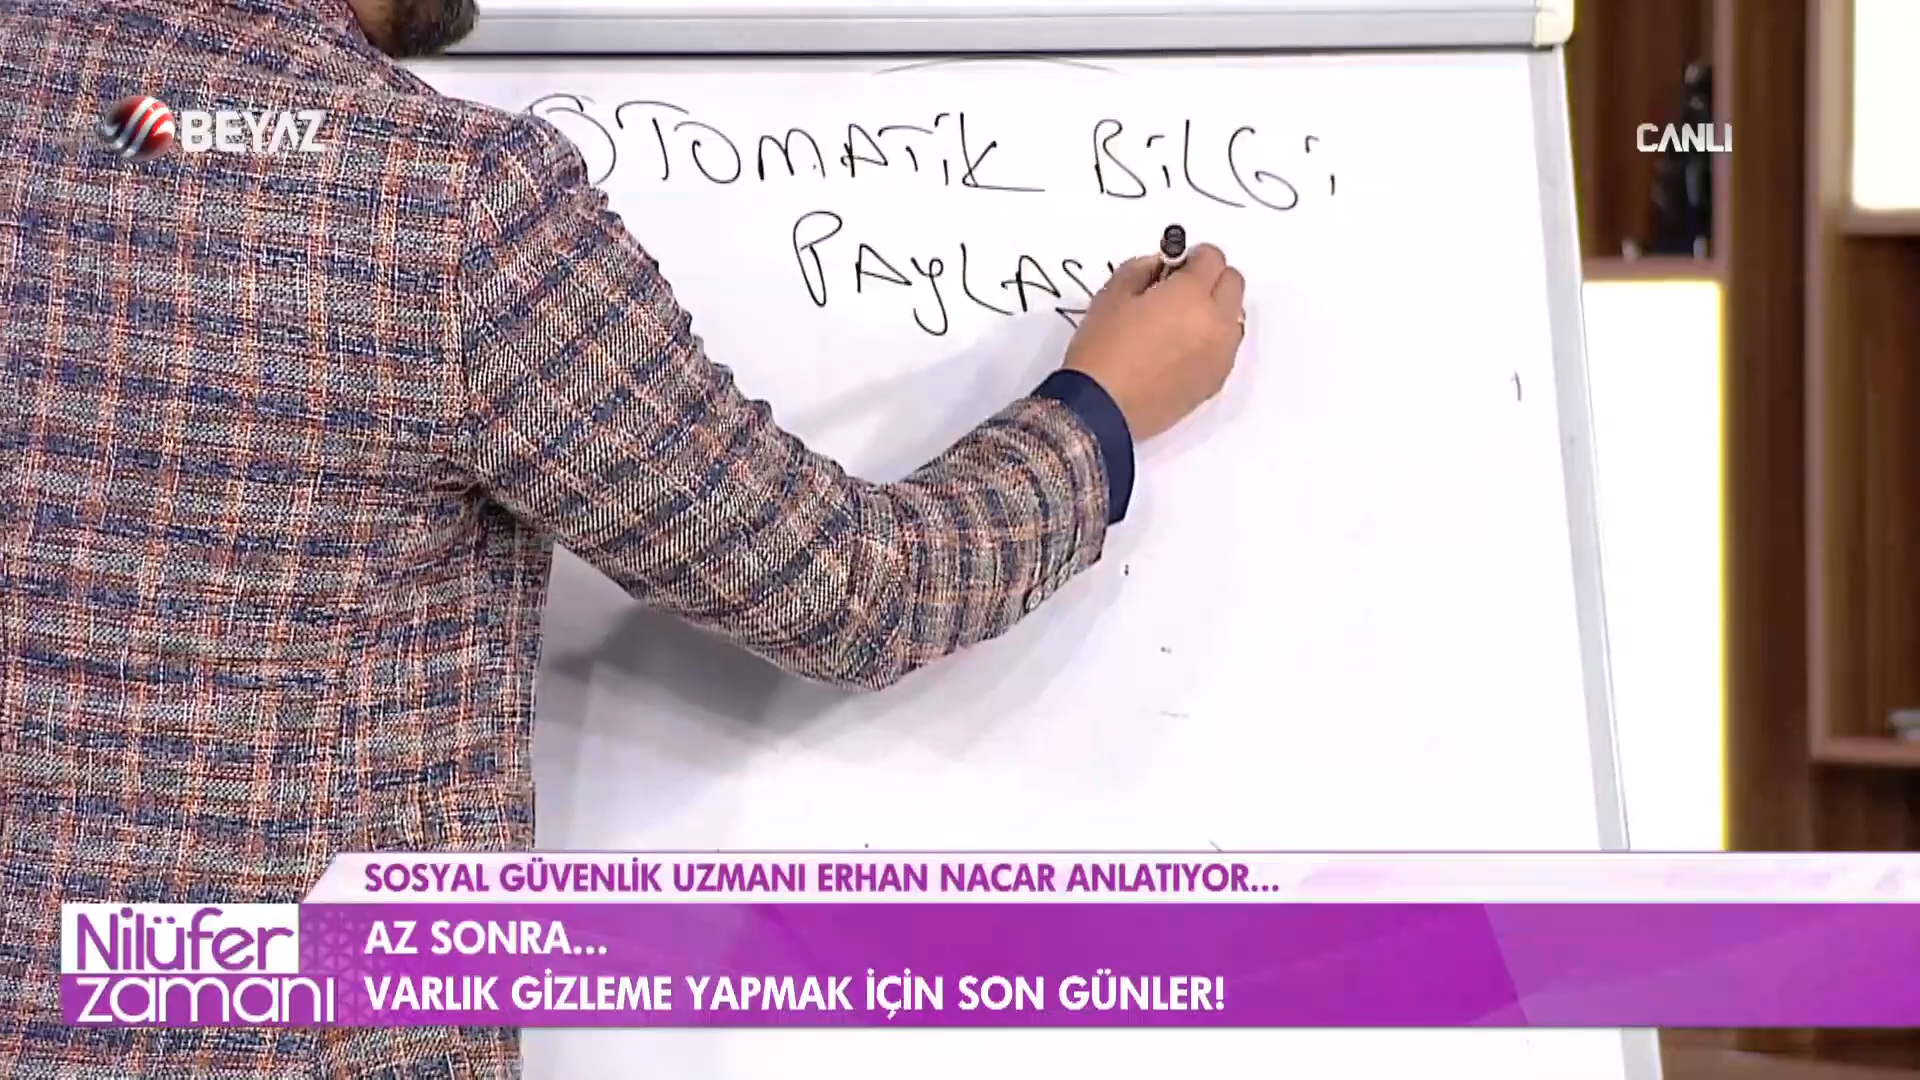 BEYAZ
CANLI
OTOMATİK BİLGİ
PAYLAŞ
SOSYAL GÜVENLİK UZMANI ERHAN NACAR ANLATIYOR...
Nilüfer
zamanı
AZ SONRA...
VARLIK GİZLEME YAPMAK İÇİN SON GÜNLER!